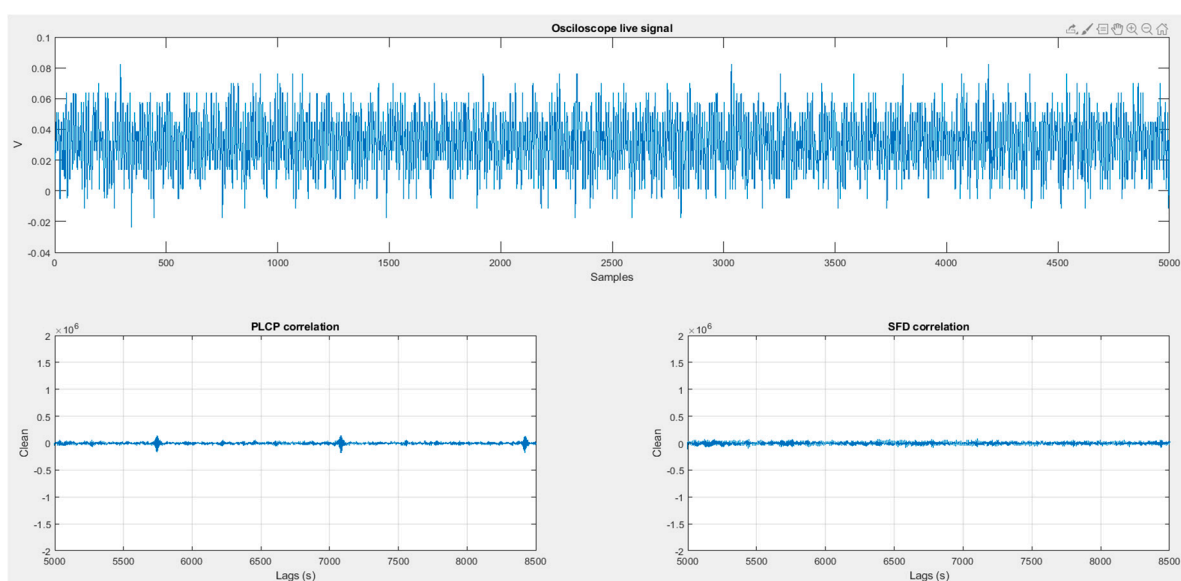 Osciloscope live signal
0.1
0.08
0.06
0.04
0.02
0
-0.02
-0.04
V
0 500 1000 1500 2000 2500 3000 3500 4000 4500 5000
Samples
PLCP correlation
×10^6
2
1.5
1
0.5
0
-0.5
-1
-1.5
-2
Clean
5000 5500 6000 6500 7000 7500 8000 8500
Lags (s)
SFD correlation
×10^6
2
1.5
1
0.5
0
-0.5
-1
-1.5
-2
Clean
5000 5500 6000 6500 7000 7500 8000 8500
Lags (s)